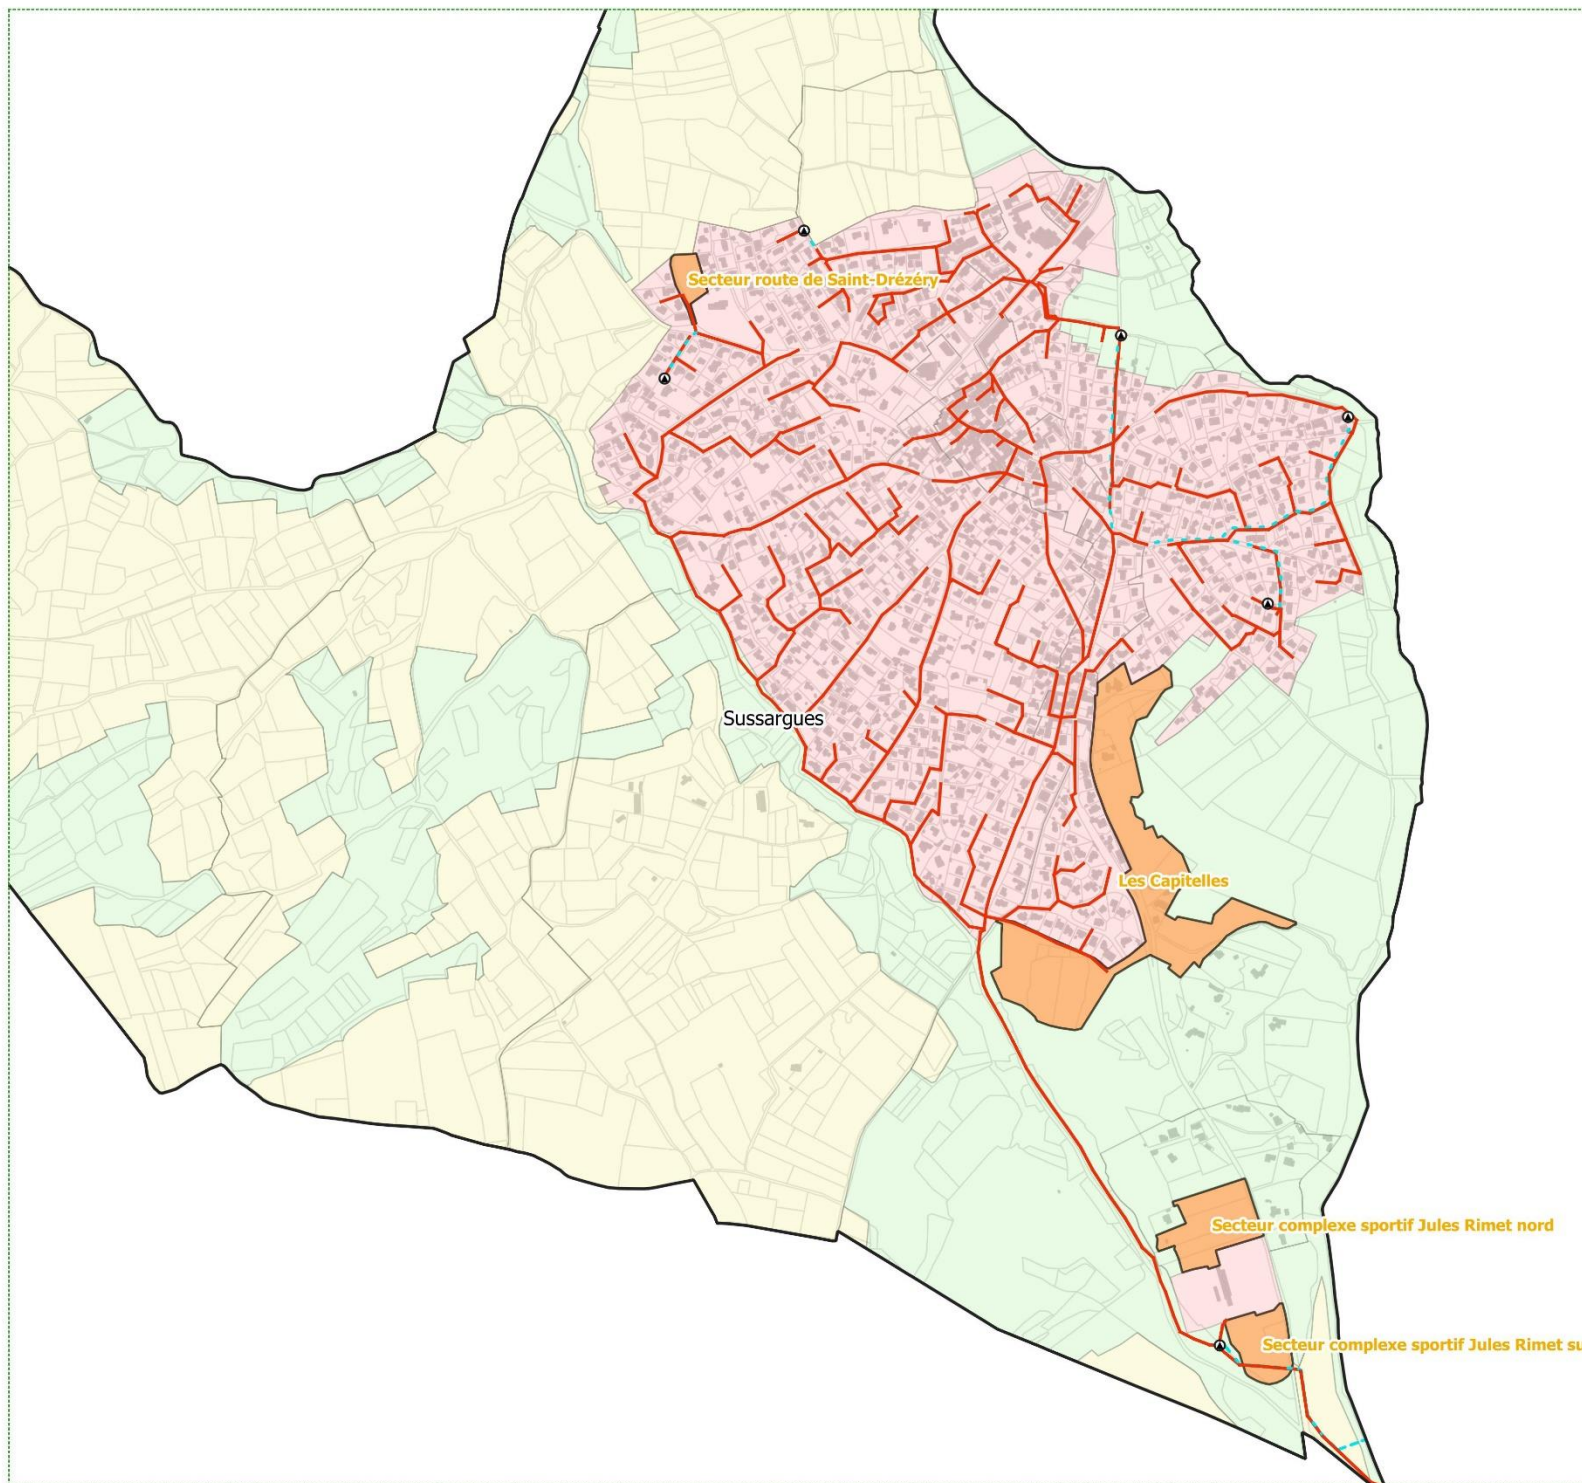 Secteur route de Saint-Drézéry
Sussargues
Les Capitelles
Secteur complexe sportif Jules Rimet nord
Secteur complexe sportif Jules Rimet su